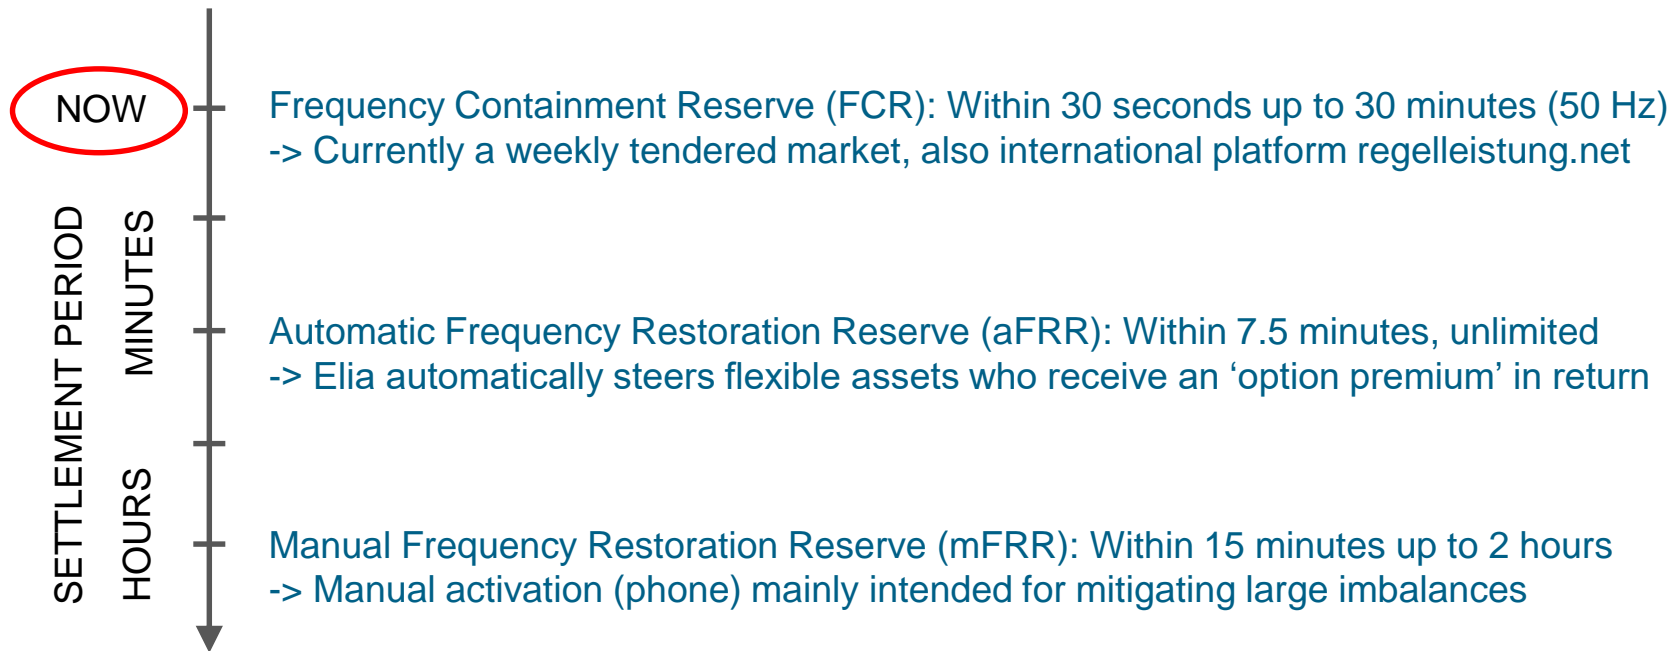 NOW
Frequency Containment Reserve (FCR): Within 30 seconds up to 30 minutes (50 Hz)
-> Currently a weekly tendered market, also international platform regelleistung.net
SETTLEMENT PERIOD
MINUTES
Automatic Frequency Restoration Reserve (aFRR): Within 7.5 minutes, unlimited
-> Elia automatically steers flexible assets who receive an ‘option premium’ in return
HOURS
Manual Frequency Restoration Reserve (mFRR): Within 15 minutes up to 2 hours
-> Manual activation (phone) mainly intended for mitigating large imbalances